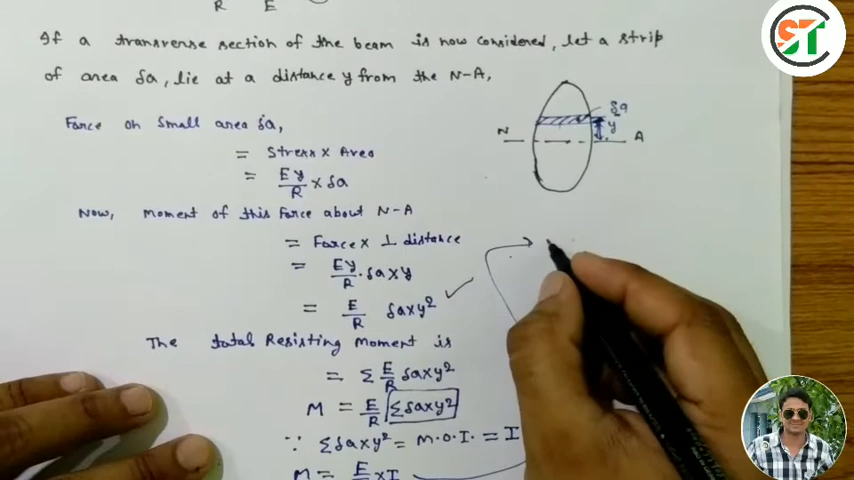 R E
If a transverse section of the beam is now considered, let a strip
of area δa, lie at a distance y from the N-A,
Force on small area δa,
= Stress × Area
= Ey/R × δa
Now, moment of this force about N-A
= Force × ⊥ distance
= Ey/R · δa × y
= E/R δa × y²
The total Resisting Moment is
= Σ E/R δa × y²
M = E/R Σ δa × y²
∵ Σ δa × y² = M.O.I. = I
M = E/R × I
N A
δa
y
ST